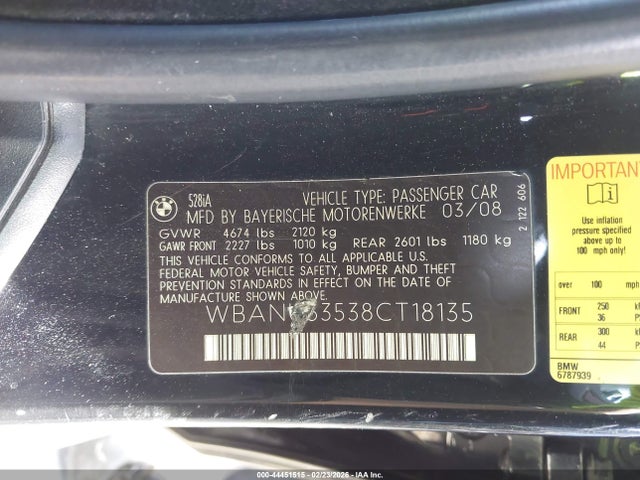 BMW
528iA
VEHICLE TYPE: PASSENGER CAR
MFD BY BAYERISCHE MOTORENWERKE 03/08
GVWR 4674 lbs 2120 kg
GAWR FRONT 2227 lbs 1010 kg REAR 2601 lbs 1180 kg
THIS VEHICLE CONFORMS TO ALL APPLICABLE U.S.
FEDERAL MOTOR VEHICLE SAFETY, BUMPER AND THEFT
PREVENTION STANDARDS IN EFFECT ON THE DATE
OF MANUFACTURE SHOWN ABOVE.
2 122 606
IMPORTANT
Use inflation
pressure specified
above up to
100 mph only!
over 100 mph
FRONT 250
36
REAR 300
44
BMW
6787939
000-44451515 - 02/23/2026 - IAA Inc.